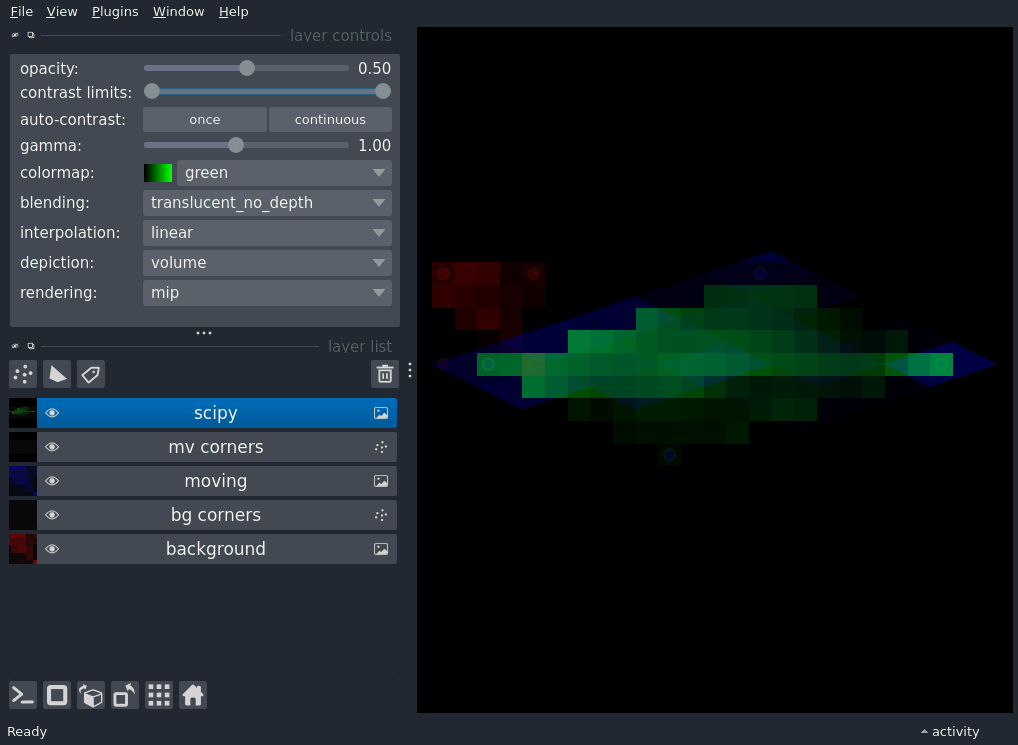 File View Plugins Window Help
layer controls
opacity: 0.50
contrast limits:
auto-contrast: once continuous
gamma: 1.00
colormap: green
blending: translucent_no_depth
interpolation: linear
depiction: volume
rendering: mip
layer list
scipy
mv corners
moving
bg corners
background
Ready activity